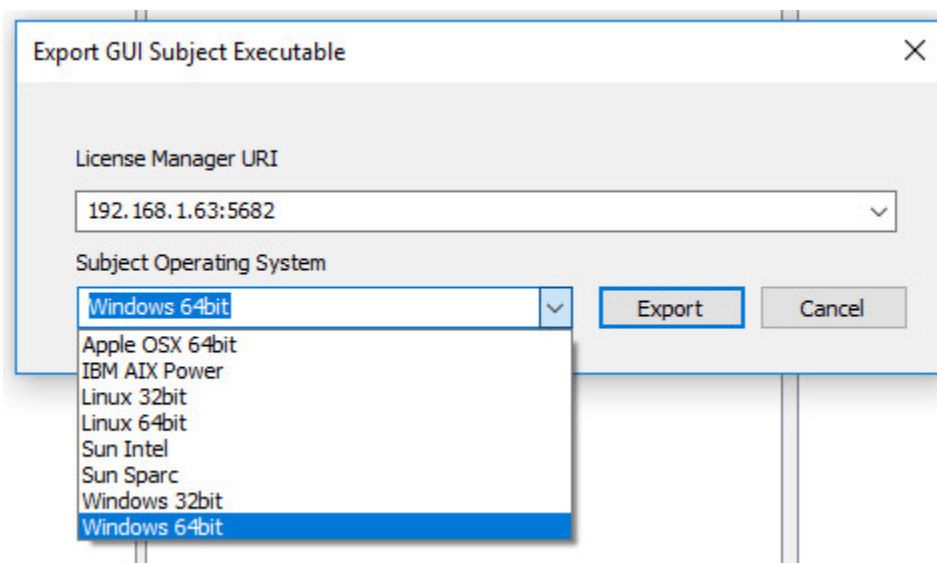 Export GUI Subject Executable
License Manager URI
192.168.1.63:5682
Subject Operating System
Windows 64bit
Export
Cancel
Apple OSX 64bit
IBM AIX Power
Linux 32bit
Linux 64bit
Sun Intel
Sun Sparc
Windows 32bit
Windows 64bit